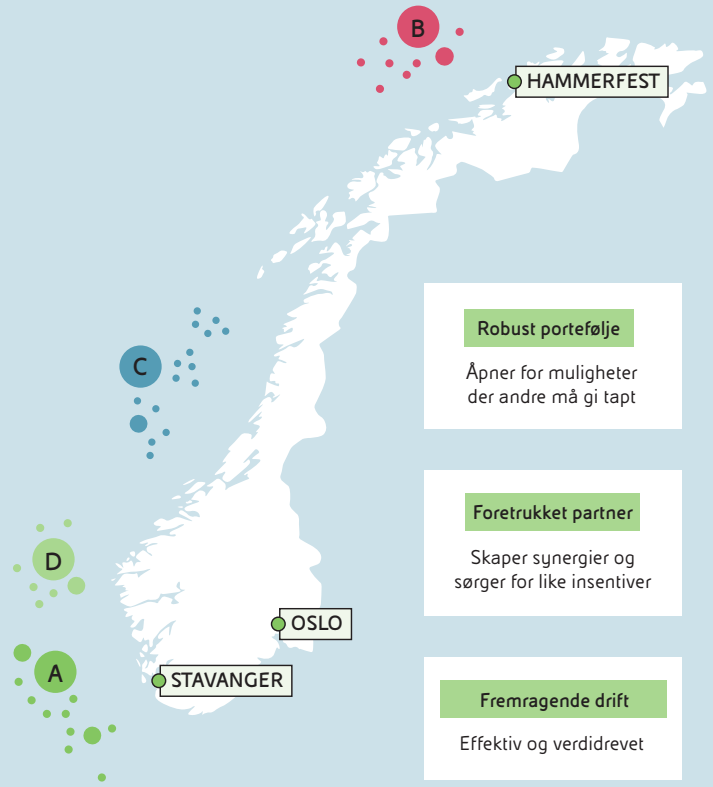 B
HAMMERFEST
Robust portefølje
Åpner for muligheter
der andre må gi tapt
C
Foretrukket partner
Skaper synergier og
sørger for like insentiver
D
OSLO
A
STAVANGER
Fremragende drift
Effektiv og verdidrevet